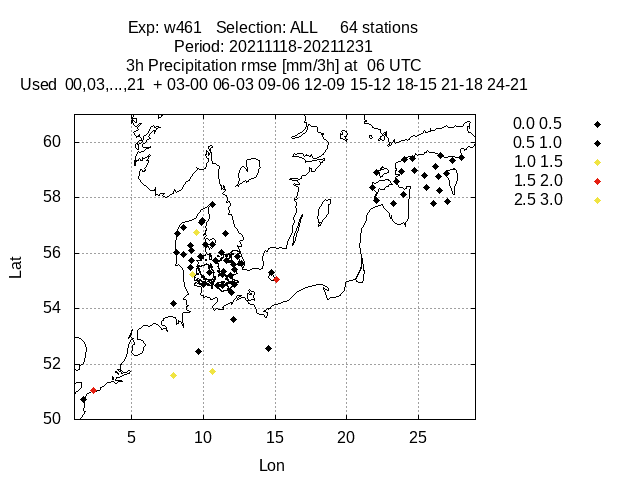 Exp: w461 Selection: ALL 64 stations
Period: 20211118-20211231
3h Precipitation rmse [mm/3h] at 06 UTC
Used 00,03,...,21 + 03-00 06-03 09-06 12-09 15-12 18-15 21-18 24-21
0.0 0.5
0.5 1.0
1.0 1.5
1.5 2.0
2.5 3.0
Lat
60
58
56
54
52
50
5 10 15 20 25
Lon